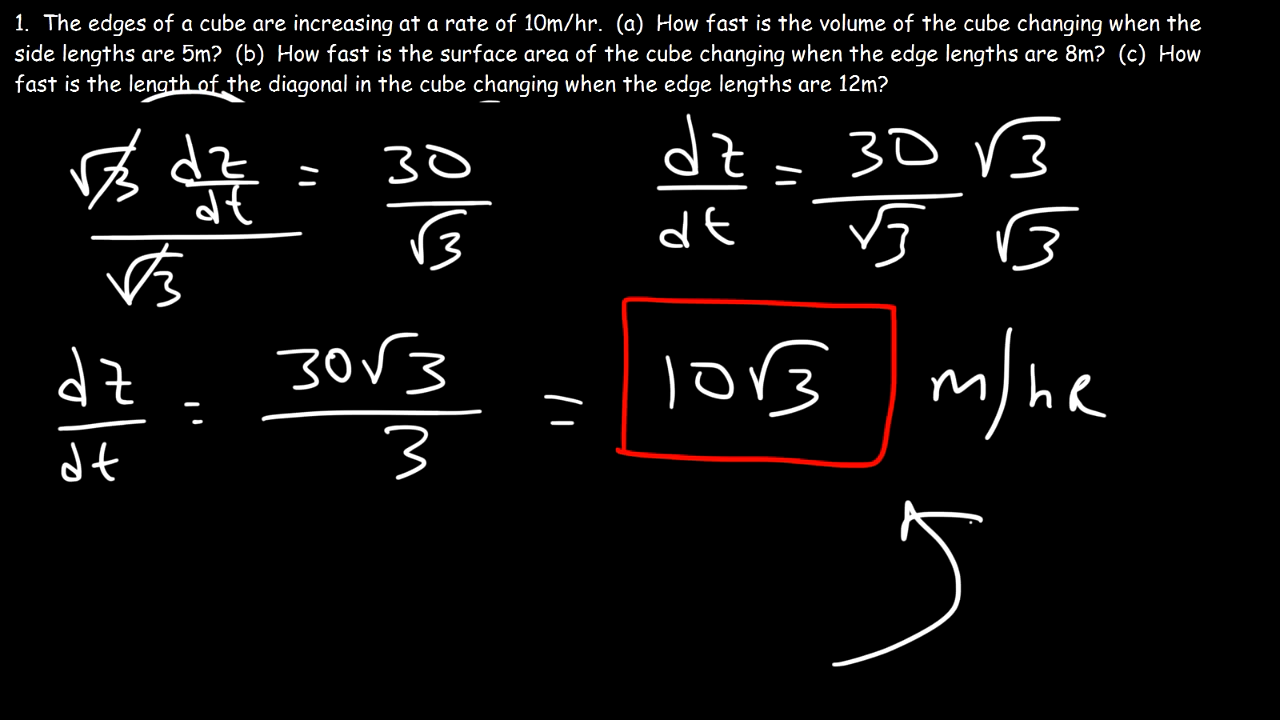 1. The edges of a cube are increasing at a rate of 10m/hr. (a) How fast is the volume of the cube changing when the
side lengths are 5m? (b) How fast is the surface area of the cube changing when the edge lengths are 8m? (c) How
fast is the length of the diagonal in the cube changing when the edge lengths are 12m?
√3 dz/dt / √3 = 30/√3
dz/dt = 30/√3 √3/√3
dz/dt = 30√3/3 = 10√3 m/hR